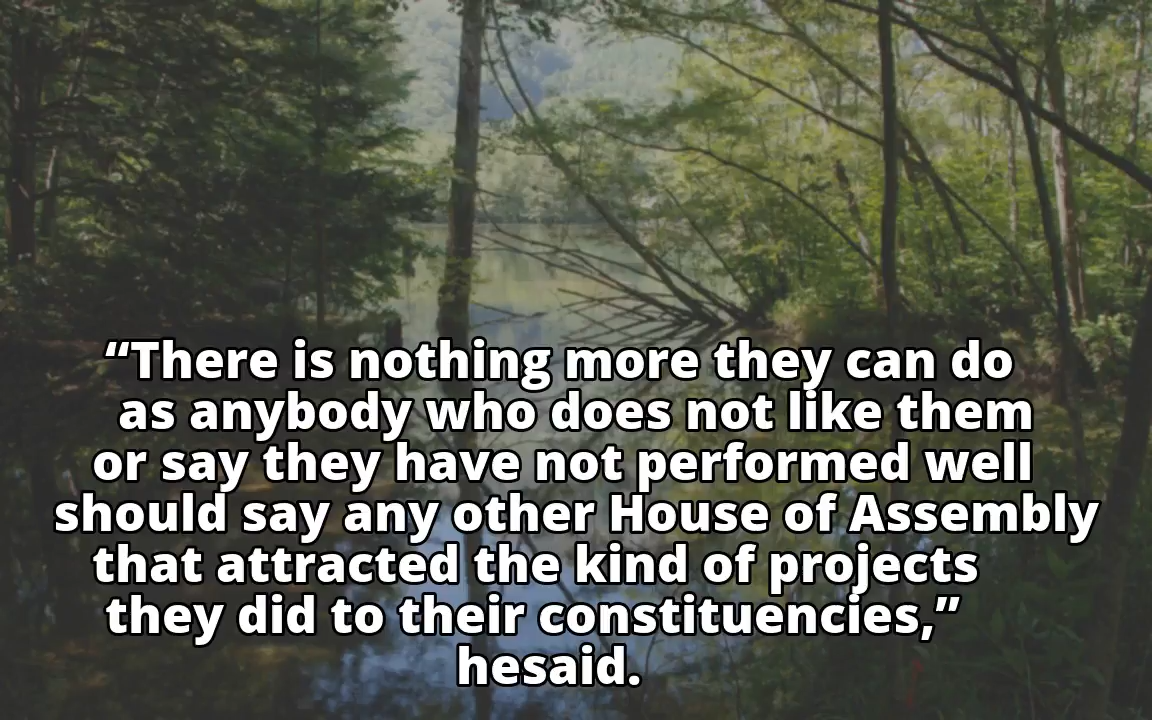 “There is nothing more they can do
as anybody who does not like them
or say they have not performed well
should say any other House of Assembly
that attracted the kind of projects
they did to their constituencies,”
hesaid.